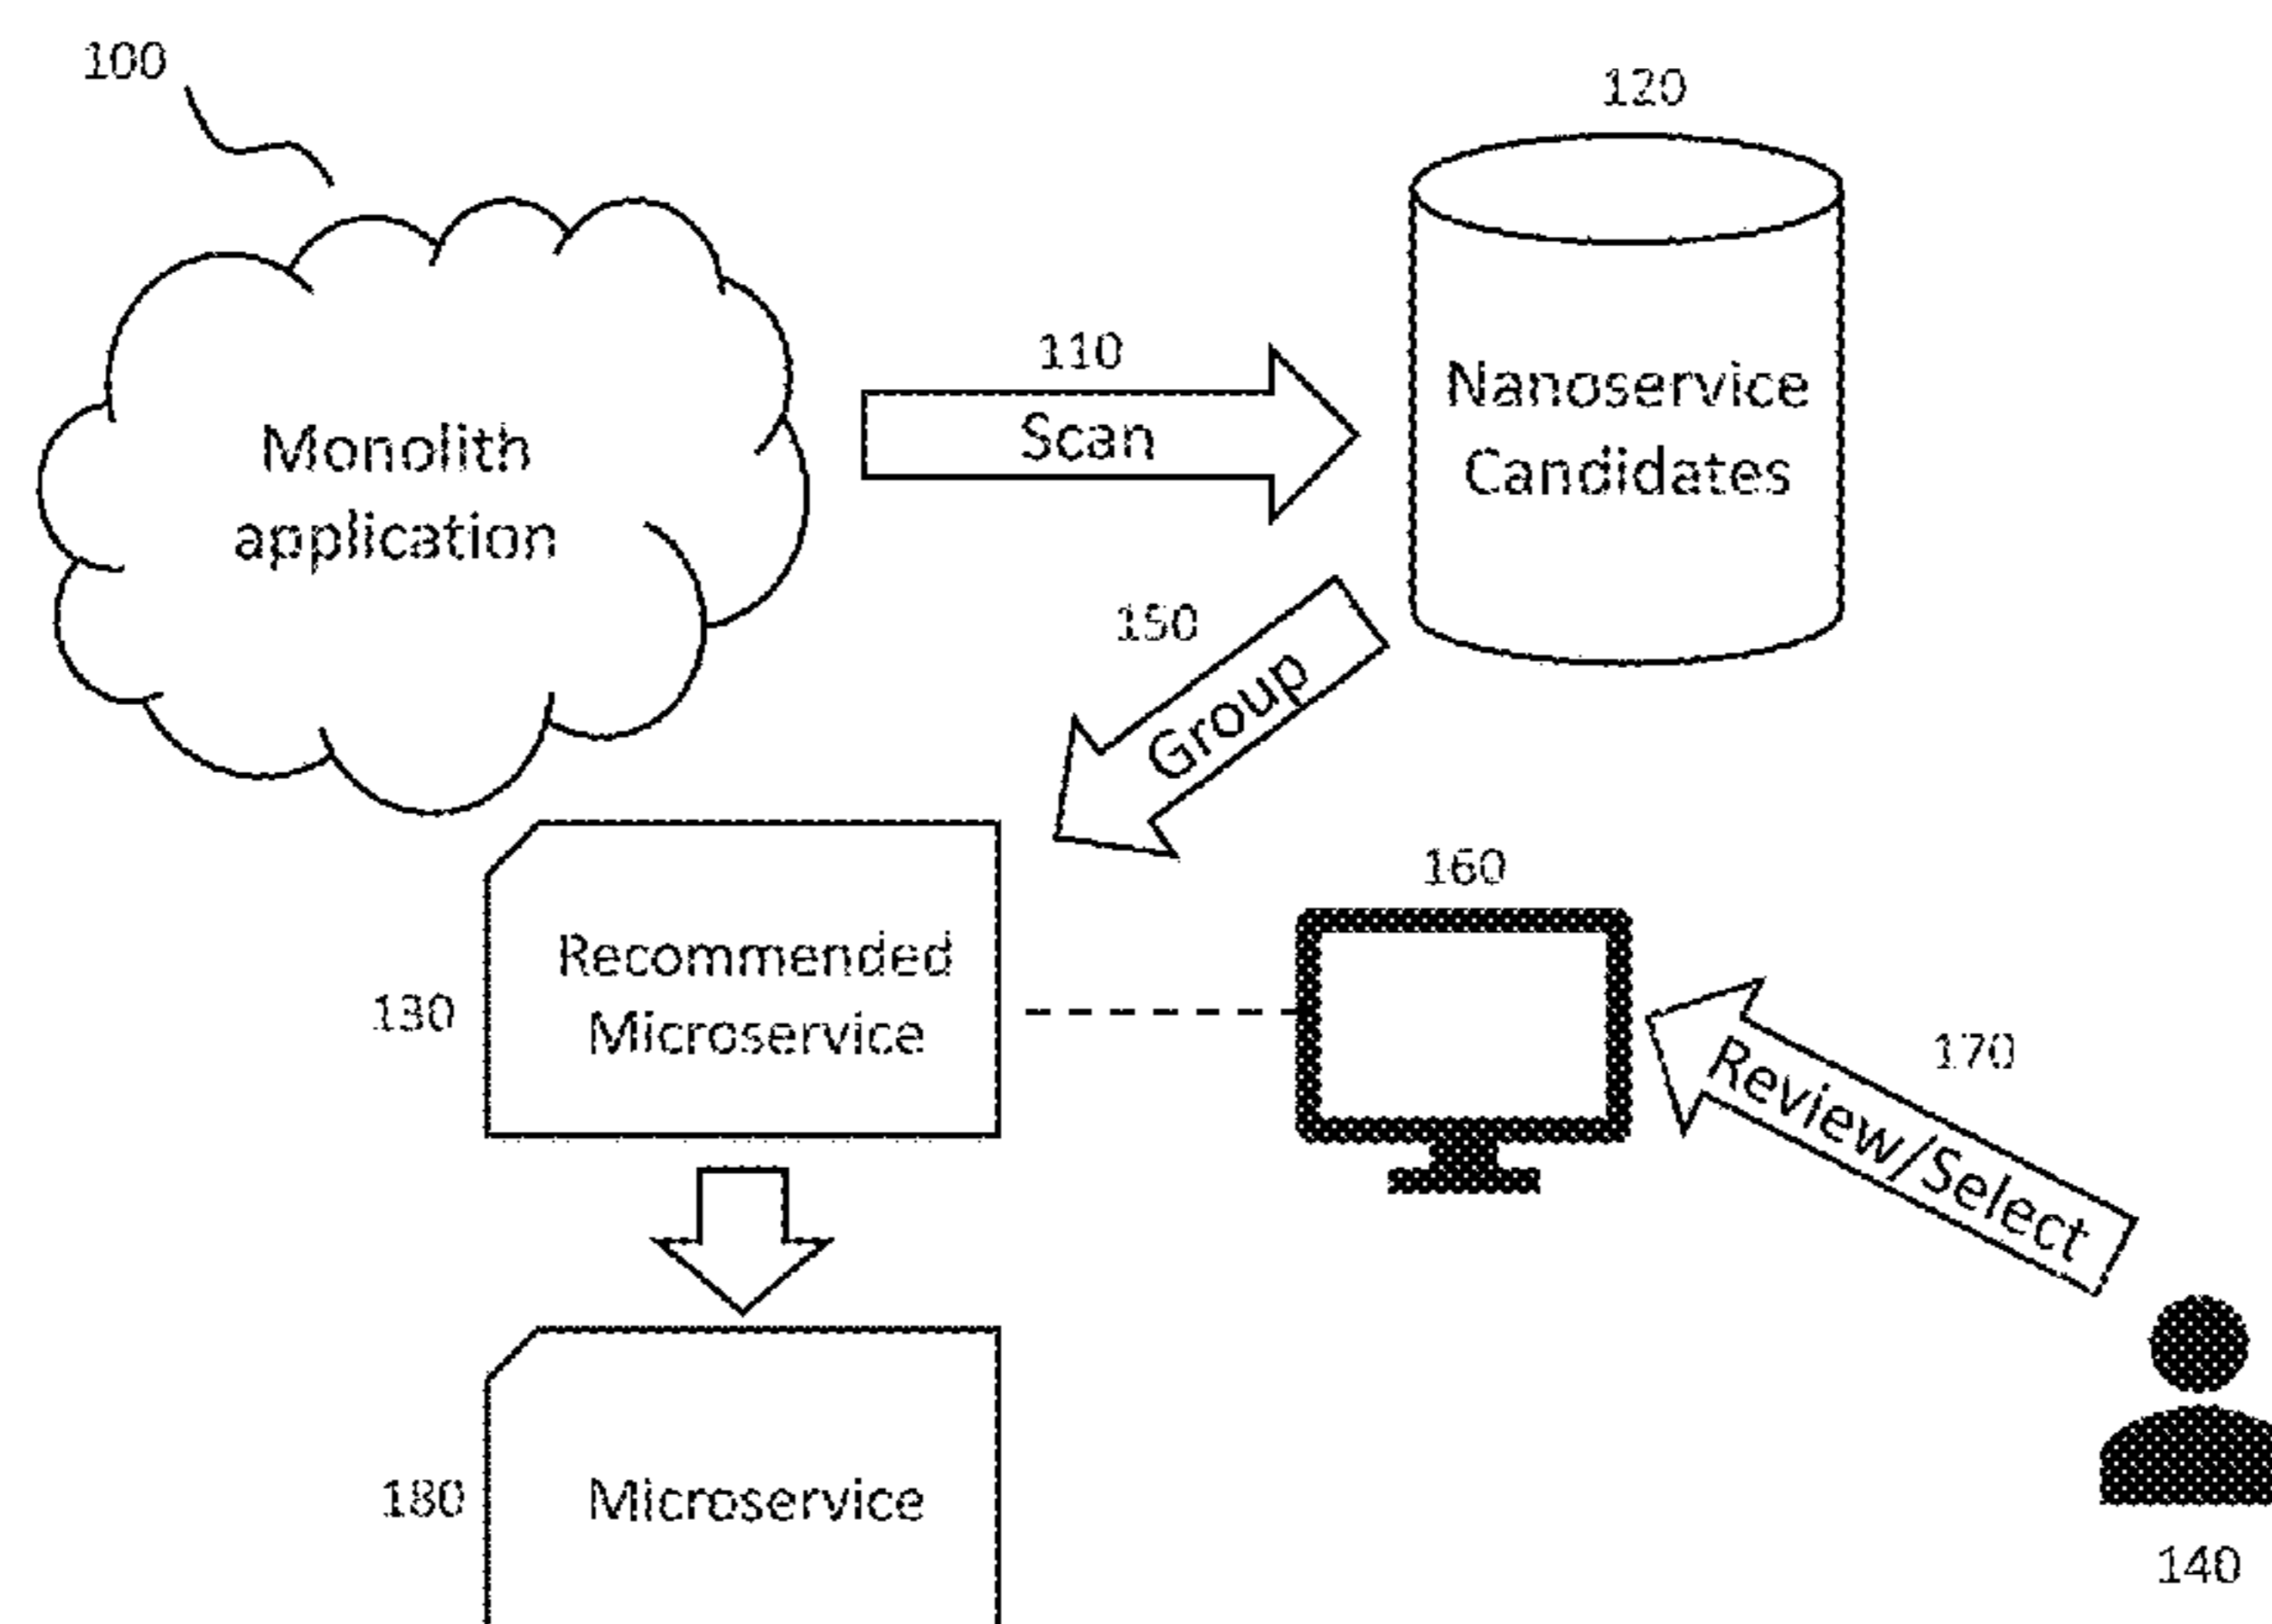 100
120
110
Scan
Nanoservice
Candidates
Monolith
application
150
Group
160
Recommended
Microservice
130
170
Review/Select
180
Microservice
140